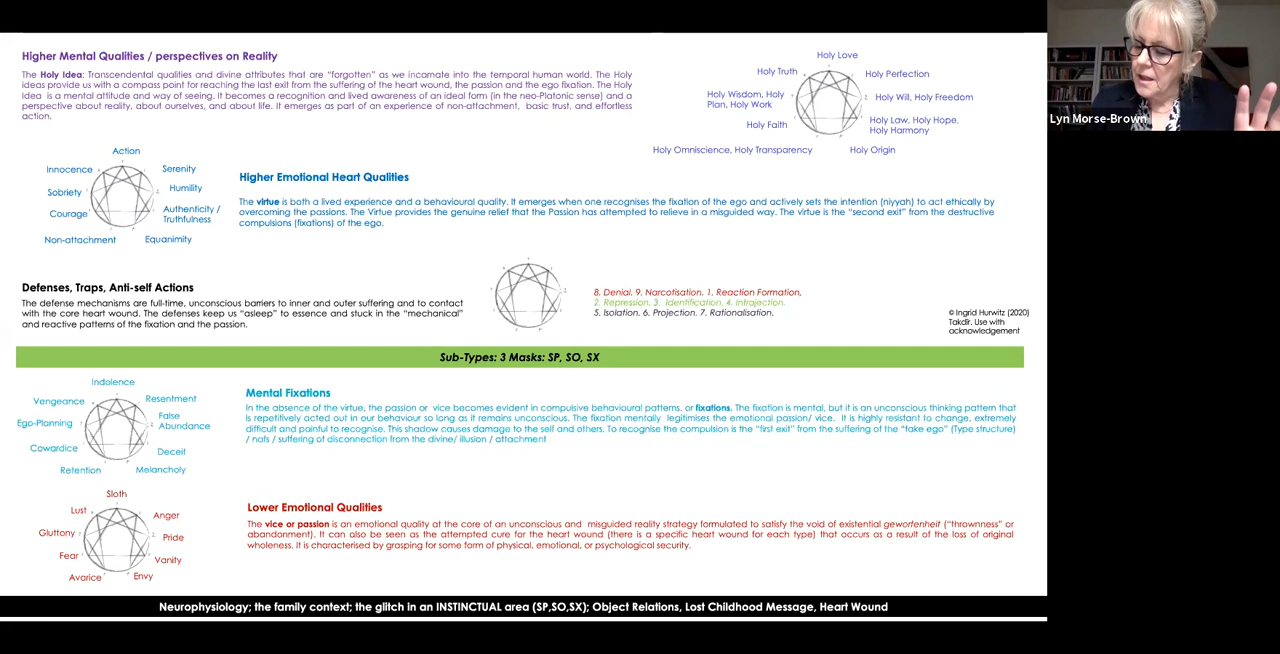 Higher Mental Qualities / perspectives on Reality
The Holy Idea: Transcendental qualities and divine attributes that are “forgotten” as we incarnate into the temporal human world. The Holy
Ideas provide us with a compass point for reaching the last exit from the suffering of the heart wound, the passion and the ego fixation. The Holy
Idea is a mental attitude and way of seeing. It becomes a recognition and lived awareness of an ideal form (in the neo-Platonic sense) and a
perspective about reality, about ourselves, and about life. It emerges as part of an experience of non-attachment, basic trust, and effortless
action.
Holy Love
Holy Truth
Holy Perfection
Holy Wisdom, Holy
Plan, Holy Work
Holy Will, Holy Freedom
Holy Faith
Holy Law, Holy Hope,
Holy Harmony
Holy Omniscience, Holy Transparency
Holy Origin
Lyn Morse-Brown
Action
Innocence
Serenity
Sobriety
Humility
Courage
Authenticity /
Truthfulness
Non-attachment
Equanimity
Higher Emotional Heart Qualities
The virtue is both a lived experience and a behavioural quality. It emerges when one recognises the fixation of the ego and actively sets the intention (niyyah) to act ethically by
overcoming the passions. The Virtue provides the genuine relief that the Passion has attempted to relieve in a misguided way. The virtue is the “second exit” from the destructive
compulsions (fixations) of the ego.
Defenses, Traps, Anti-self Actions
The defense mechanisms are full-time, unconscious barriers to inner and outer suffering and to contact
with the core heart wound. The defenses keep us “asleep” to essence and stuck in the “mechanical”
and reactive patterns of the fixation and the passion.
8. Denial, 9. Narcotisation, 1. Reaction Formation,
2. Repression, 3. Identification, 4. Introjection.
5. Isolation. 6. Projection. 7. Rationalisation.
© Ingrid Hurwitz (2020)
Takdir. Use with
acknowledgement
Sub-Types: 3 Masks: SP, SO, SX
Indolence
Vengeance
Resentment
Ego-Planning
False
Abundance
Cowardice
Deceit
Retention
Melancholy
Mental Fixations
In the absence of the virtue, the passion or vice becomes evident in compulsive behavioural patterns, or fixations. The fixation is mental, but it is an unconscious thinking pattern that
is repetitively acted out in our behaviour so long as it remains unconscious. The fixation mentally legitimises the emotional passion/ vice. It is highly resistant to change, extremely
difficult and painful to recognise. This shadow causes damage to the self and others. To recognise the compulsion is the “first exit” from the suffering of the “fake ego” (Type structure)
/ nafs / suffering of disconnection from the divine/ illusion / attachment
Sloth
Lust
Anger
Gluttony
Pride
Fear
Vanity
Avarice
Envy
Lower Emotional Qualities
The vice or passion is an emotional quality at the core of an unconscious and misguided reality strategy formulated to satisfy the void of existential geworfenheit (“thrownness” or
abandonment). It can also be seen as the attempted cure for the heart wound (there is a specific heart wound for each type) that occurs as a result of the loss of original
wholeness. It is characterised by grasping for some form of physical, emotional, or psychological security.
Neurophysiology; the family context; the glitch in an INSTINCTUAL area (SP,SO,SX); Object Relations, Lost Childhood Message, Heart Wound